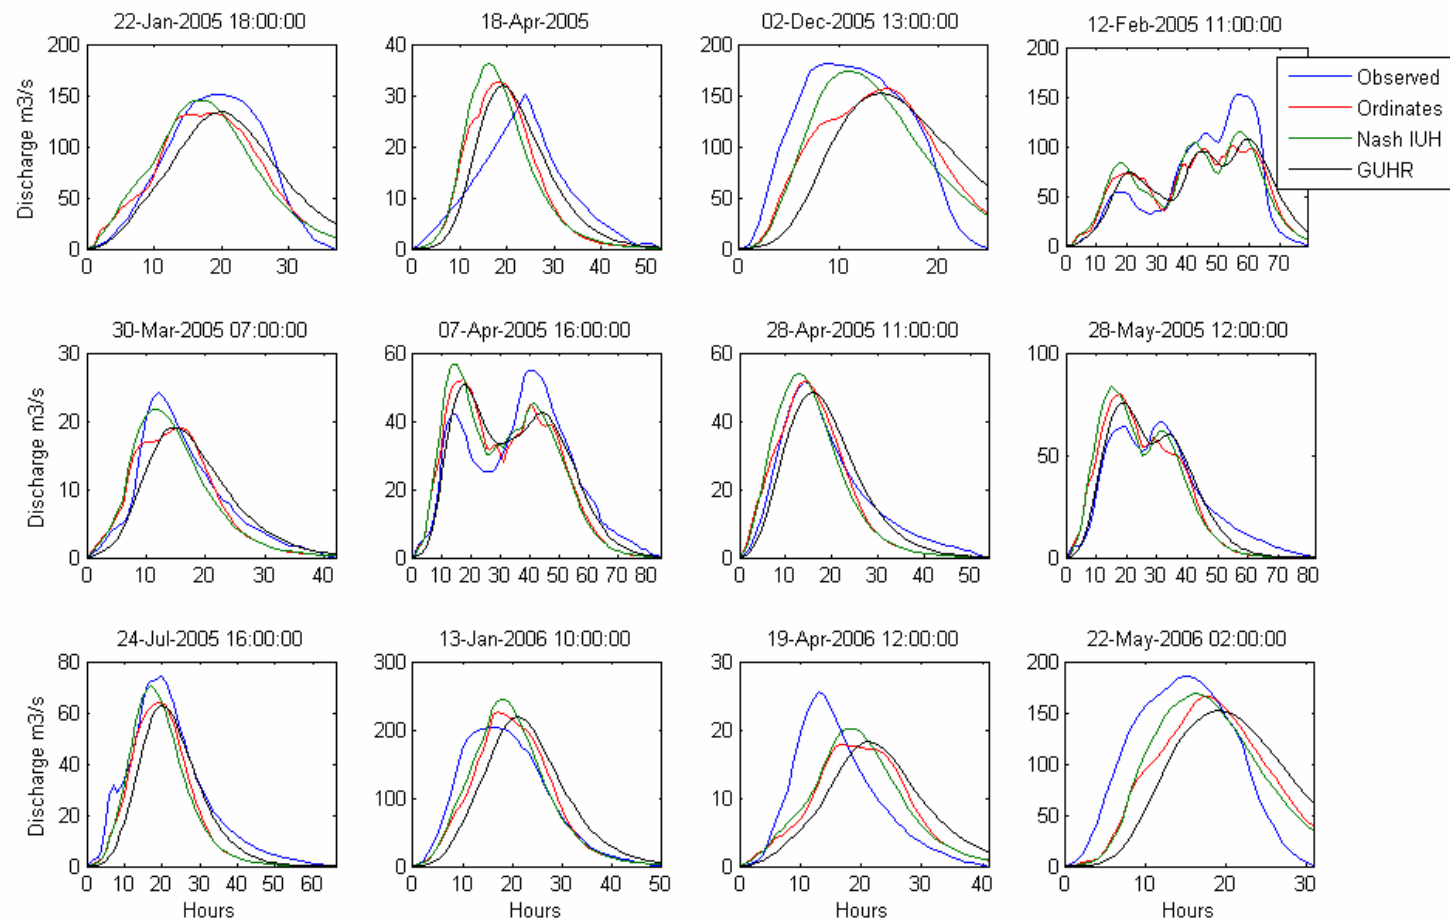 22-Jan-2005 18:00:00
18-Apr-2005
02-Dec-2005 13:00:00
12-Feb-2005 11:00:00
Discharge m3/s
200
150
100
50
0
0 10 20 30
40
30
20
10
0
0 10 20 30 40 50
200
150
100
50
0
0 10 20
200
150
100
50
0
0 10 20 30 40 50 60 70
Observed
Ordinates
Nash IUH
GUHR
30-Mar-2005 07:00:00
07-Apr-2005 16:00:00
28-Apr-2005 11:00:00
28-May-2005 12:00:00
Discharge m3/s
30
20
10
0
0 10 20 30 40
60
40
20
0
0 10 20 30 40 50 60 70 80
60
40
20
0
0 10 20 30 40 50
100
50
0
0 10 20 30 40 50 60 70 80
24-Jul-2005 16:00:00
13-Jan-2006 10:00:00
19-Apr-2006 12:00:00
22-May-2006 02:00:00
Discharge m3/s
80
60
40
20
0
0 10 20 30 40 50 60
Hours
300
200
100
0
0 10 20 30 40 50
Hours
30
20
10
0
0 10 20 30 40
Hours
200
150
100
50
0
0 10 20 30
Hours